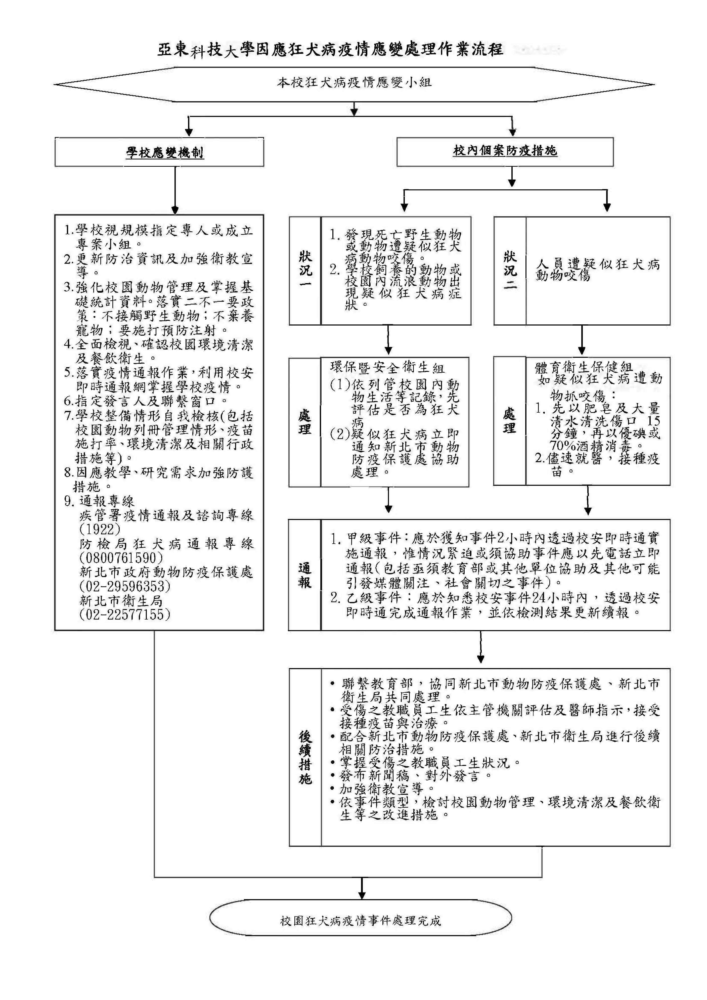 亞東科技大學因應狂犬病疫情應變處理作業流程
本校狂犬病疫情應變小組
學校應變機制
校內個案防疫措施
1.學校視規模指定專人或成立
專案小組。
2.更新防治資訊及加強衛教宣
導。
3.強化校園動物管理及掌握基
礎統計資料。落實二不一要政
策：不接觸野生動物；不棄養
寵物；要施打預防注射。
4.全面檢視、確認校園環境清潔
及餐飲衛生。
5.落實疫情通報作業，利用校安
即時通報網掌握學校疫情。
6.指定發言人及聯繫窗口。
7.學校整備情形自我檢核(包括
校園動物列冊管理情形、疫苗
施打率、環境清潔及相關行政
措施等)。
8.因應教學、研究需求加強防護
措施。
9. 通報專線
疾管署疫情通報及諮詢專線
(1922)
防檢局狂犬病通報專線
(0800761590)
新北市政府動物防疫保護處
(02-29596353)
新北市衛生局
(02-22577155)
狀況一
1. 發現死亡野生動物
或動物遭疑似狂犬
病動物咬傷。
2. 學校飼養的動物或
校園內流浪動物出
現疑似狂犬病症
狀。
狀況二
人員遭疑似狂犬病
動物咬傷
處理
環保暨安全衛生組
(1)依列管校園內動
物生活等記錄，先
評估是否為狂犬
病
(2)疑似狂犬病立即
通知新北市動物
防疫保護處協助
處理。
處理
體育衛生保健組
如疑似狂犬病遭動
物抓咬傷：
1. 先以肥皂及大量
清水清洗傷口 15
分鐘，再以優碘或
70%酒精消毒。
2.儘速就醫，接種疫
苗。
通報
1. 甲級事件：應於獲知事件2小時內透過校安即時通實
施通報，惟情況緊迫或須協助事件應以先電話立即
通報(包括亟須教育部或其他單位協助及其他可能
引發媒體關注、社會關切之事件)。
2. 乙級事件：應於知悉校安事件24小時內，透過校安
即時通完成通報作業，並依檢測結果更新續報。
後續措施
• 聯繫教育部，協同新北市動物防疫保護處、新北市
衛生局共同處理。
• 受傷之教職員工生依主管機關評估及醫師指示，接受
接種疫苗與治療。
• 配合新北市動物防疫保護處、新北市衛生局進行後續
相關防治措施。
• 掌握受傷之教職員工生狀況。
• 發布新聞稿、對外發言。
• 加強衛教宣導。
• 依事件類型，檢討校園動物管理、環境清潔及餐飲衛
生等之改進措施。
校園狂犬病疫情事件處理完成